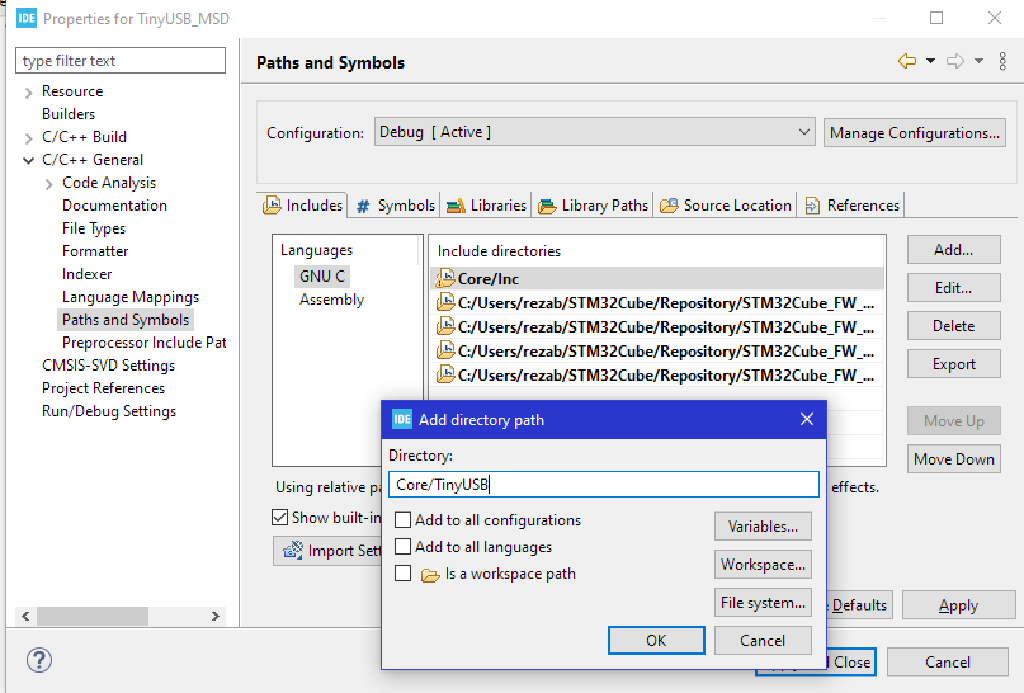 IDE Properties for TinyUSB_MSD
type filter text
Resource
Builders
C/C++ Build
C/C++ General
Code Analysis
Documentation
File Types
Formatter
Indexer
Language Mappings
Paths and Symbols
Preprocessor Include Pat
CMSIS-SVD Settings
Project References
Run/Debug Settings
Paths and Symbols
Configuration:
Debug [ Active ]
Manage Configurations...
Includes
# Symbols
Libraries
Library Paths
Source Location
References
Languages
GNU C
Assembly
Include directories
Core/Inc
C:/Users/rezab/STM32Cube/Repository/STM32Cube_FW_...
C:/Users/rezab/STM32Cube/Repository/STM32Cube_FW_...
C:/Users/rezab/STM32Cube/Repository/STM32Cube_FW_...
C:/Users/rezab/STM32Cube/Repository/STM32Cube_FW_...
Add...
Edit...
Delete
Export
Move Up
Move Down
Using relative pa
effects.
Show built-in
Import Sett
IDE Add directory path
Directory:
Core/TinyUSB
Add to all configurations
Add to all languages
Is a workspace path
Variables...
Workspace...
File system...
OK
Cancel
Defaults
Apply
Close
Cancel